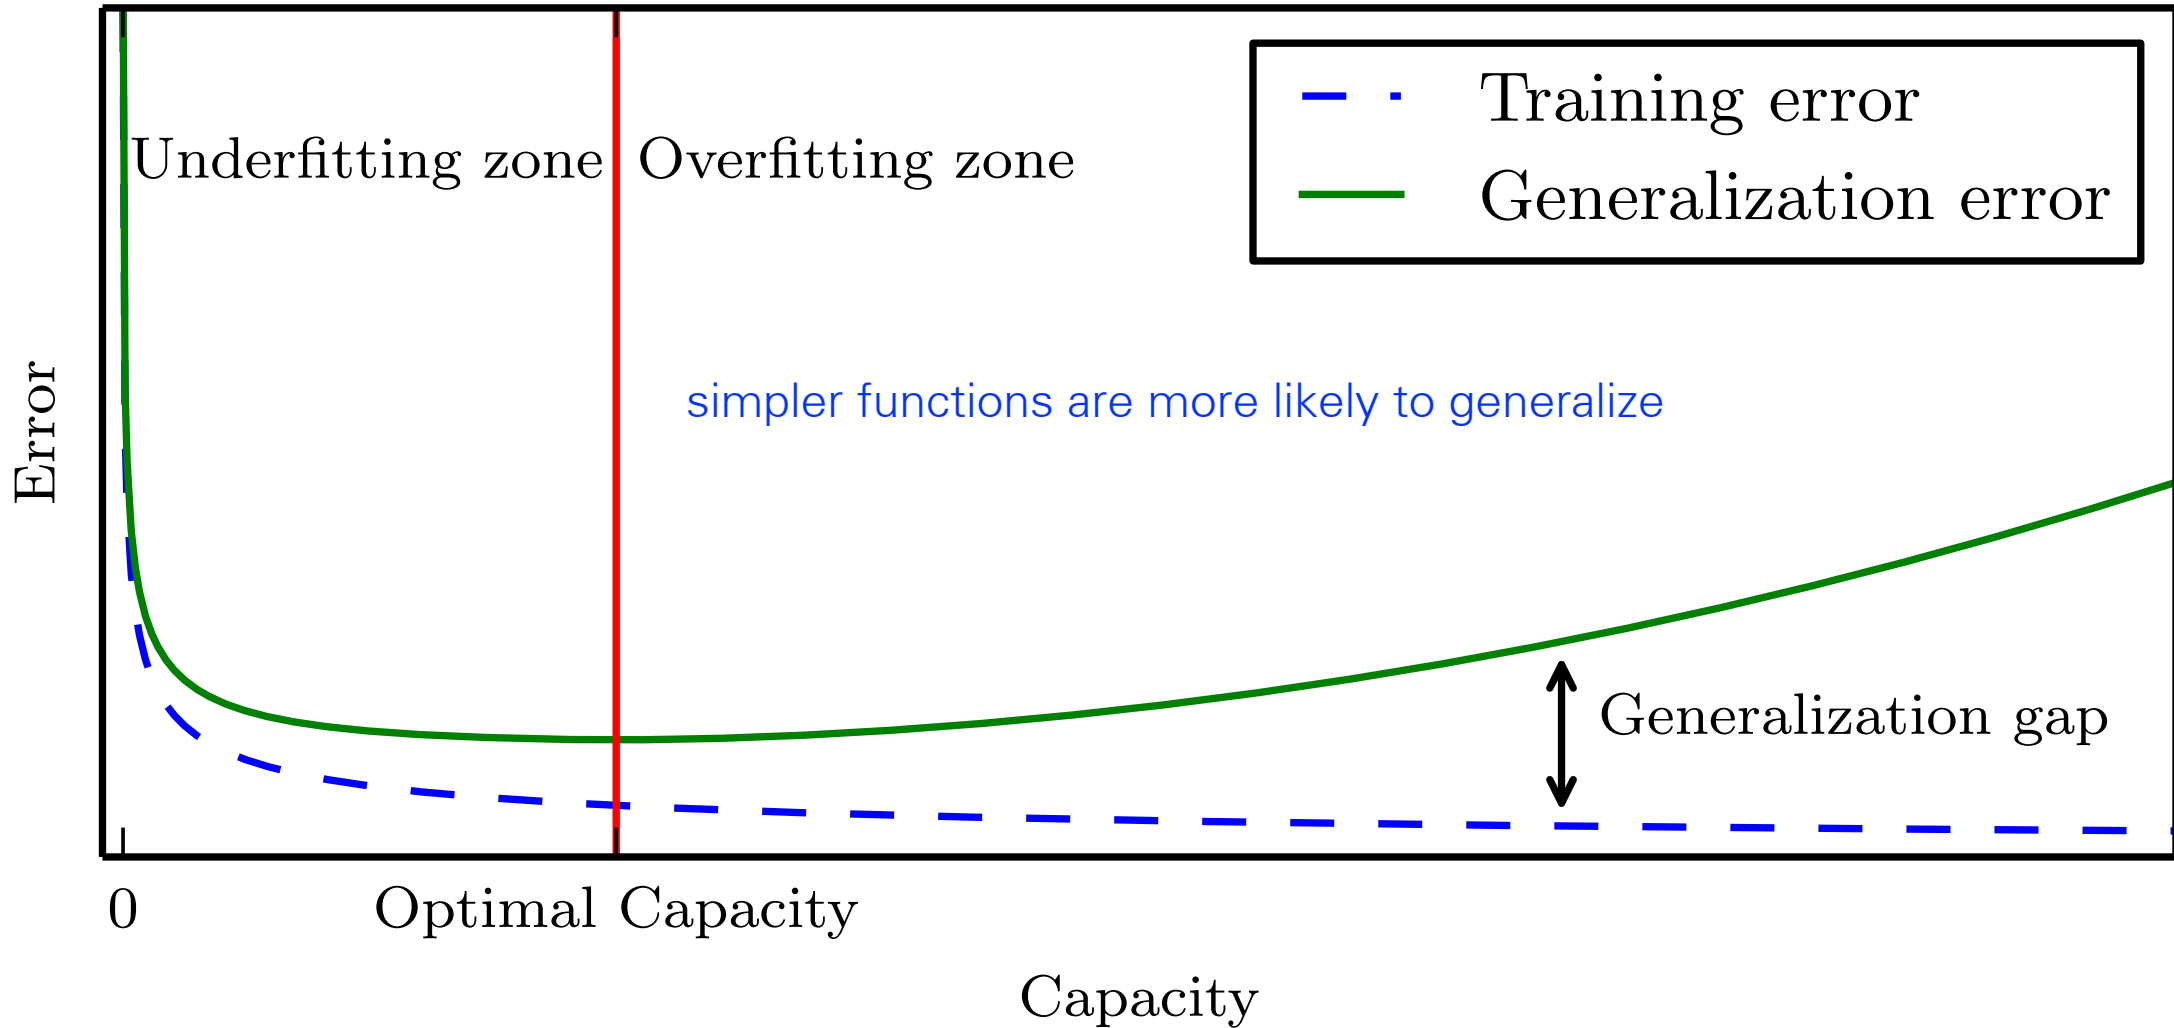 Training error
Underfitting zone Overfitting zone
Generalization error
simpler functions are more likely to generalize
Error
Generalization gap
0 Optimal Capacity
Capacity